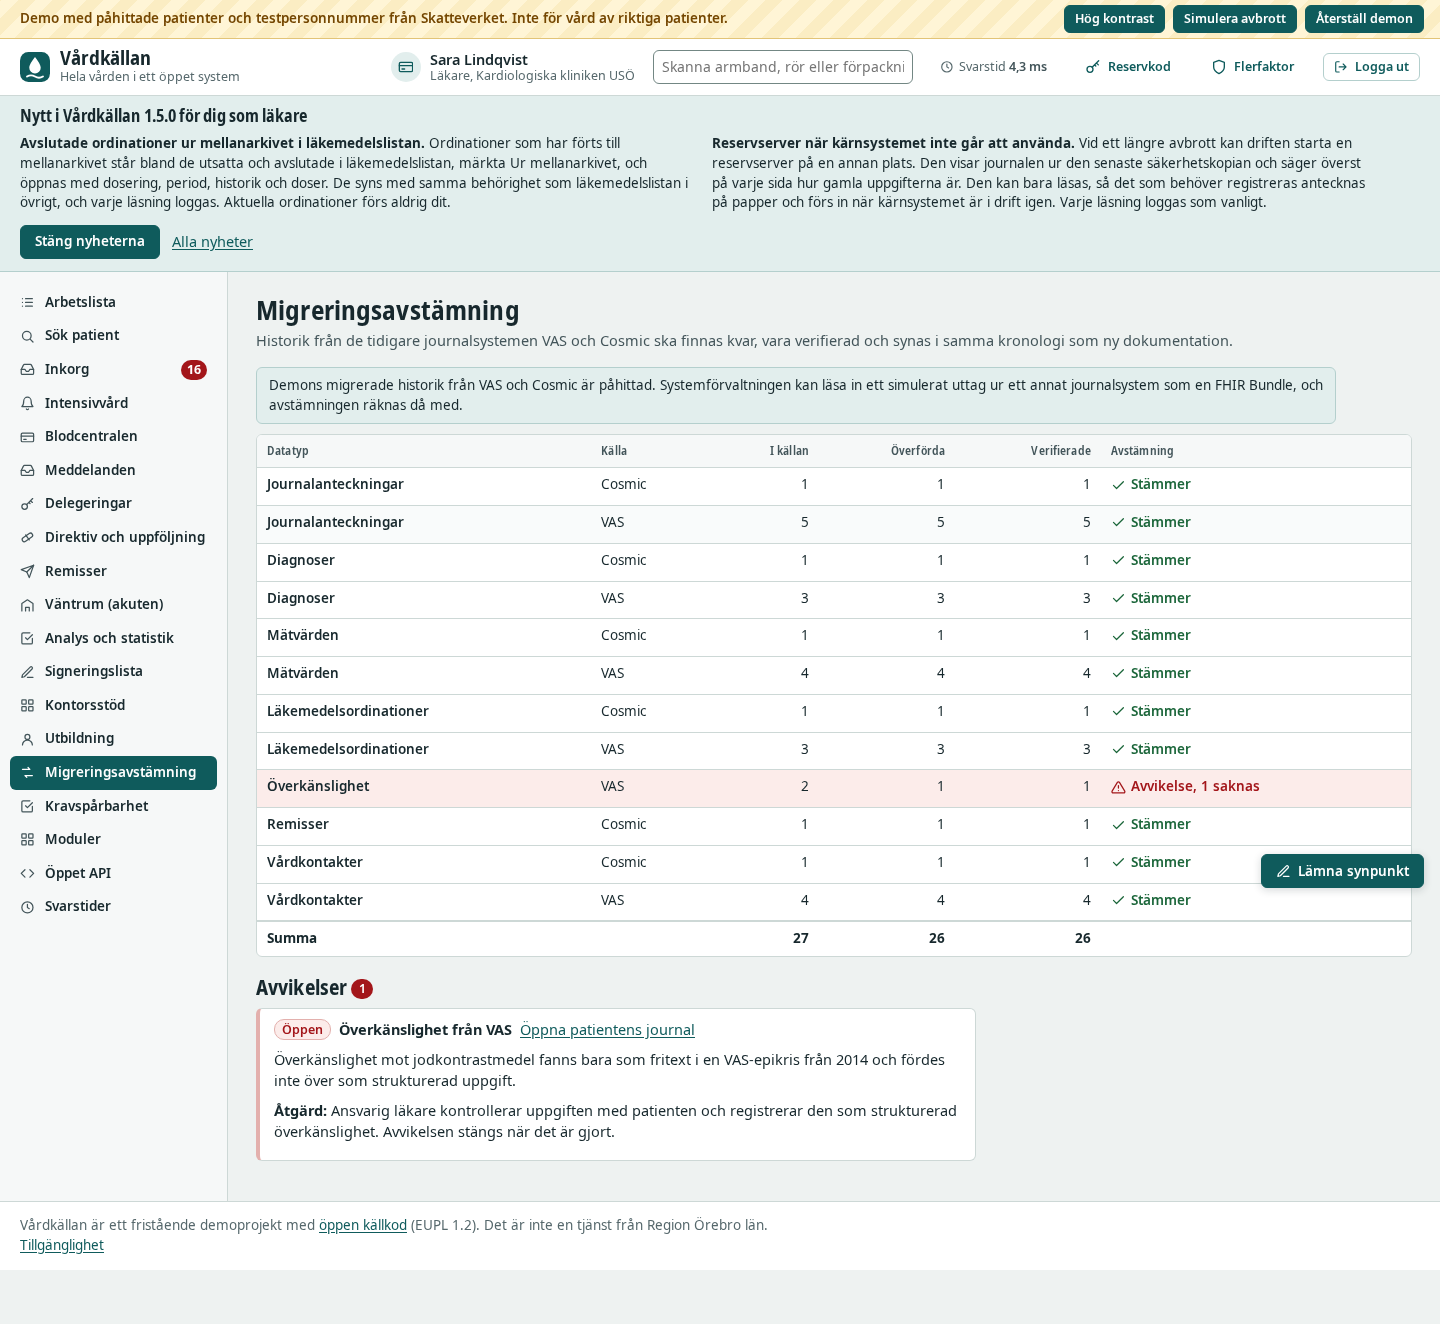 Demo med påhittade patienter och testpersonnummer från Skatteverket. Inte för vård av riktiga patienter.
Hög kontrast
Simulera avbrott
Återställ demon
Vårdkällan
Hela vården i ett öppet system
Sara Lindqvist
Läkare, Kardiologiska kliniken USÖ
Skanna armband, rör eller förpackni
Svarstid 4,3 ms
Reservkod
Flerfaktor
Logga ut
Nytt i Vårdkällan 1.5.0 för dig som läkare
Avslutade ordinationer ur mellanarkivet i läkemedelslistan. Ordinationer som har förts till
mellanarkivet står bland de utsatta och avslutade i läkemedelslistan, märkta Ur mellanarkivet, och
öppnas med dosering, period, historik och doser. De syns med samma behörighet som läkemedelslistan i
övrigt, och varje läsning loggas. Aktuella ordinationer förs aldrig dit.
Reservserver när kärnsystemet inte går att använda. Vid ett längre avbrott kan driften starta en
reservserver på en annan plats. Den visar journalen ur den senaste säkerhetskopian och säger överst
på varje sida hur gamla uppgifterna är. Den kan bara läsas, så det som behöver registreras antecknas
på papper och förs in när kärnsystemet är i drift igen. Varje läsning loggas som vanligt.
Stäng nyheterna
Alla nyheter
Arbetslista
Sök patient
Inkorg 16
Intensivvård
Blodcentralen
Meddelanden
Delegeringar
Direktiv och uppföljning
Remisser
Väntrum (akuten)
Analys och statistik
Signeringslista
Kontorsstöd
Utbildning
Migreringsavstämning
Kravspårbarhet
Moduler
Öppet API
Svarstider
Migreringsavstämning
Historik från de tidigare journalsystemen VAS och Cosmic ska finnas kvar, vara verifierad och synas i samma kronologi som ny dokumentation.
Demons migrerade historik från VAS och Cosmic är påhittad. Systemförvaltningen kan läsa in ett simulerat uttag ur ett annat journalsystem som en FHIR Bundle, och
avstämningen räknas då med.
Datatyp Källa I källan Överförda Verifierade Avstämning
Journalanteckningar Cosmic 1 1 1 Stämmer
Journalanteckningar VAS 5 5 5 Stämmer
Diagnoser Cosmic 1 1 1 Stämmer
Diagnoser VAS 3 3 3 Stämmer
Mätvärden Cosmic 1 1 1 Stämmer
Mätvärden VAS 4 4 4 Stämmer
Läkemedelsordinationer Cosmic 1 1 1 Stämmer
Läkemedelsordinationer VAS 3 3 3 Stämmer
Överkänslighet VAS 2 1 1 Avvikelse, 1 saknas
Remisser Cosmic 1 1 1 Stämmer
Vårdkontakter Cosmic 1 1 1 Stämmer
Vårdkontakter VAS 4 4 4 Stämmer
Summa 27 26 26
Lämna synpunkt
Avvikelser 1
Öppen Överkänslighet från VAS Öppna patientens journal
Överkänslighet mot jodkontrastmedel fanns bara som fritext i en VAS-epikris från 2014 och fördes
inte över som strukturerad uppgift.
Åtgärd: Ansvarig läkare kontrollerar uppgiften med patienten och registrerar den som strukturerad
överkänslighet. Avvikelsen stängs när det är gjort.
Vårdkällan är ett fristående demoprojekt med öppen källkod (EUPL 1.2). Det är inte en tjänst från Region Örebro län.
Tillgänglighet